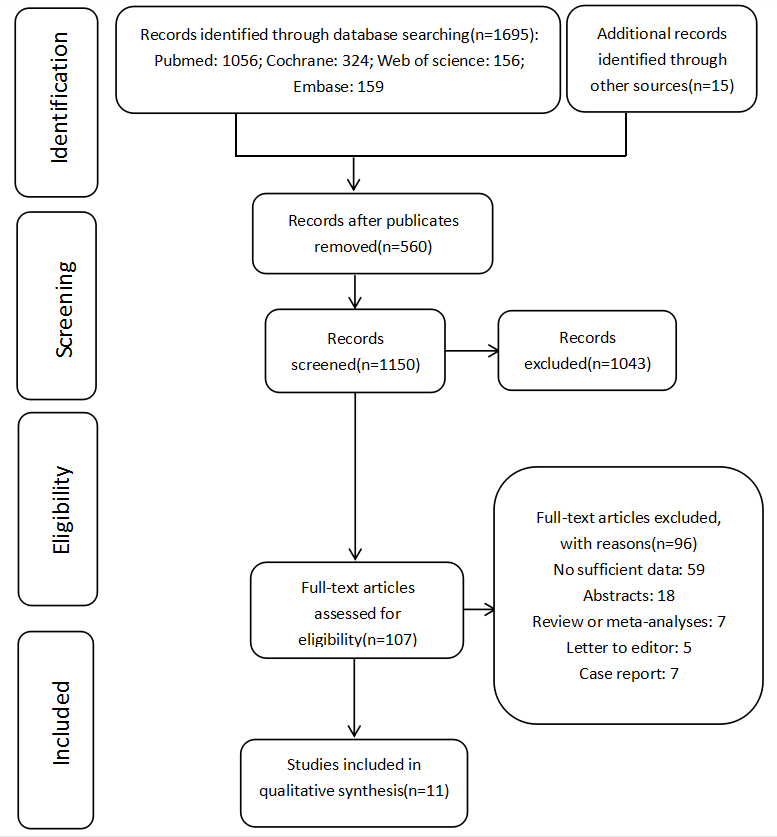 Identification
Records identified through database searching(n=1695):
Pubmed: 1056; Cochrane: 324; Web of science: 156;
Embase: 159
Additional records
identified through
other sources(n=15)
Records after publicates
removed(n=560)
Screening
Records
screened(n=1150)
Records
excluded(n=1043)
Eligibility
Full-text articles
assessed for
eligibility(n=107)
Full-text articles excluded,
with reasons(n=96)
No sufficient data: 59
Abstracts: 18
Review or meta-analyses: 7
Letter to editor: 5
Case report: 7
Included
Studies included in
qualitative synthesis(n=11)